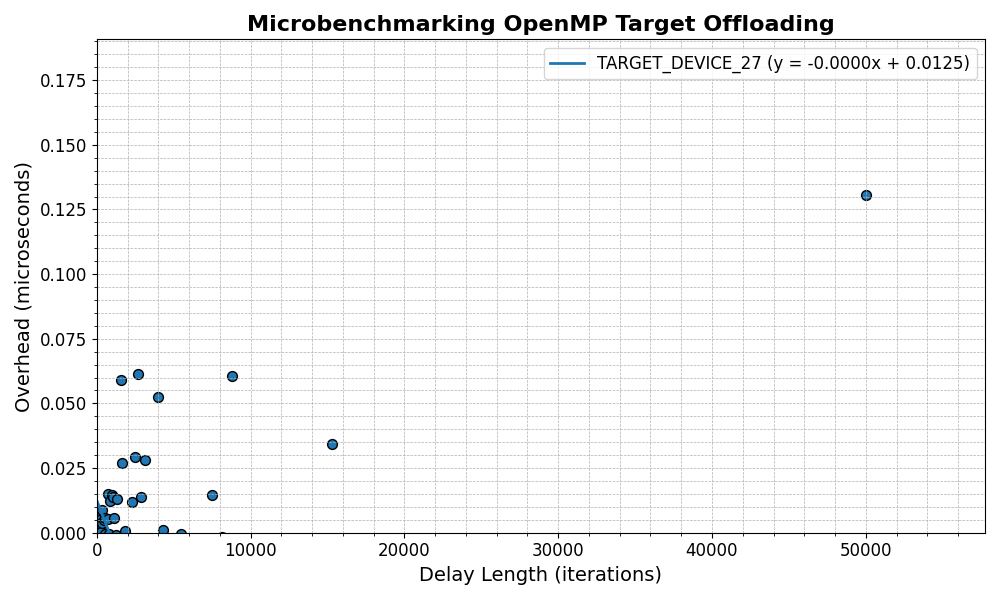 Microbenchmarking OpenMP Target Offloading
TARGET_DEVICE_27 (y = -0.0000x + 0.0125)
Overhead (microseconds)
0.175
0.150
0.125
0.100
0.075
0.050
0.025
0.000
0 10000 20000 30000 40000 50000
Delay Length (iterations)